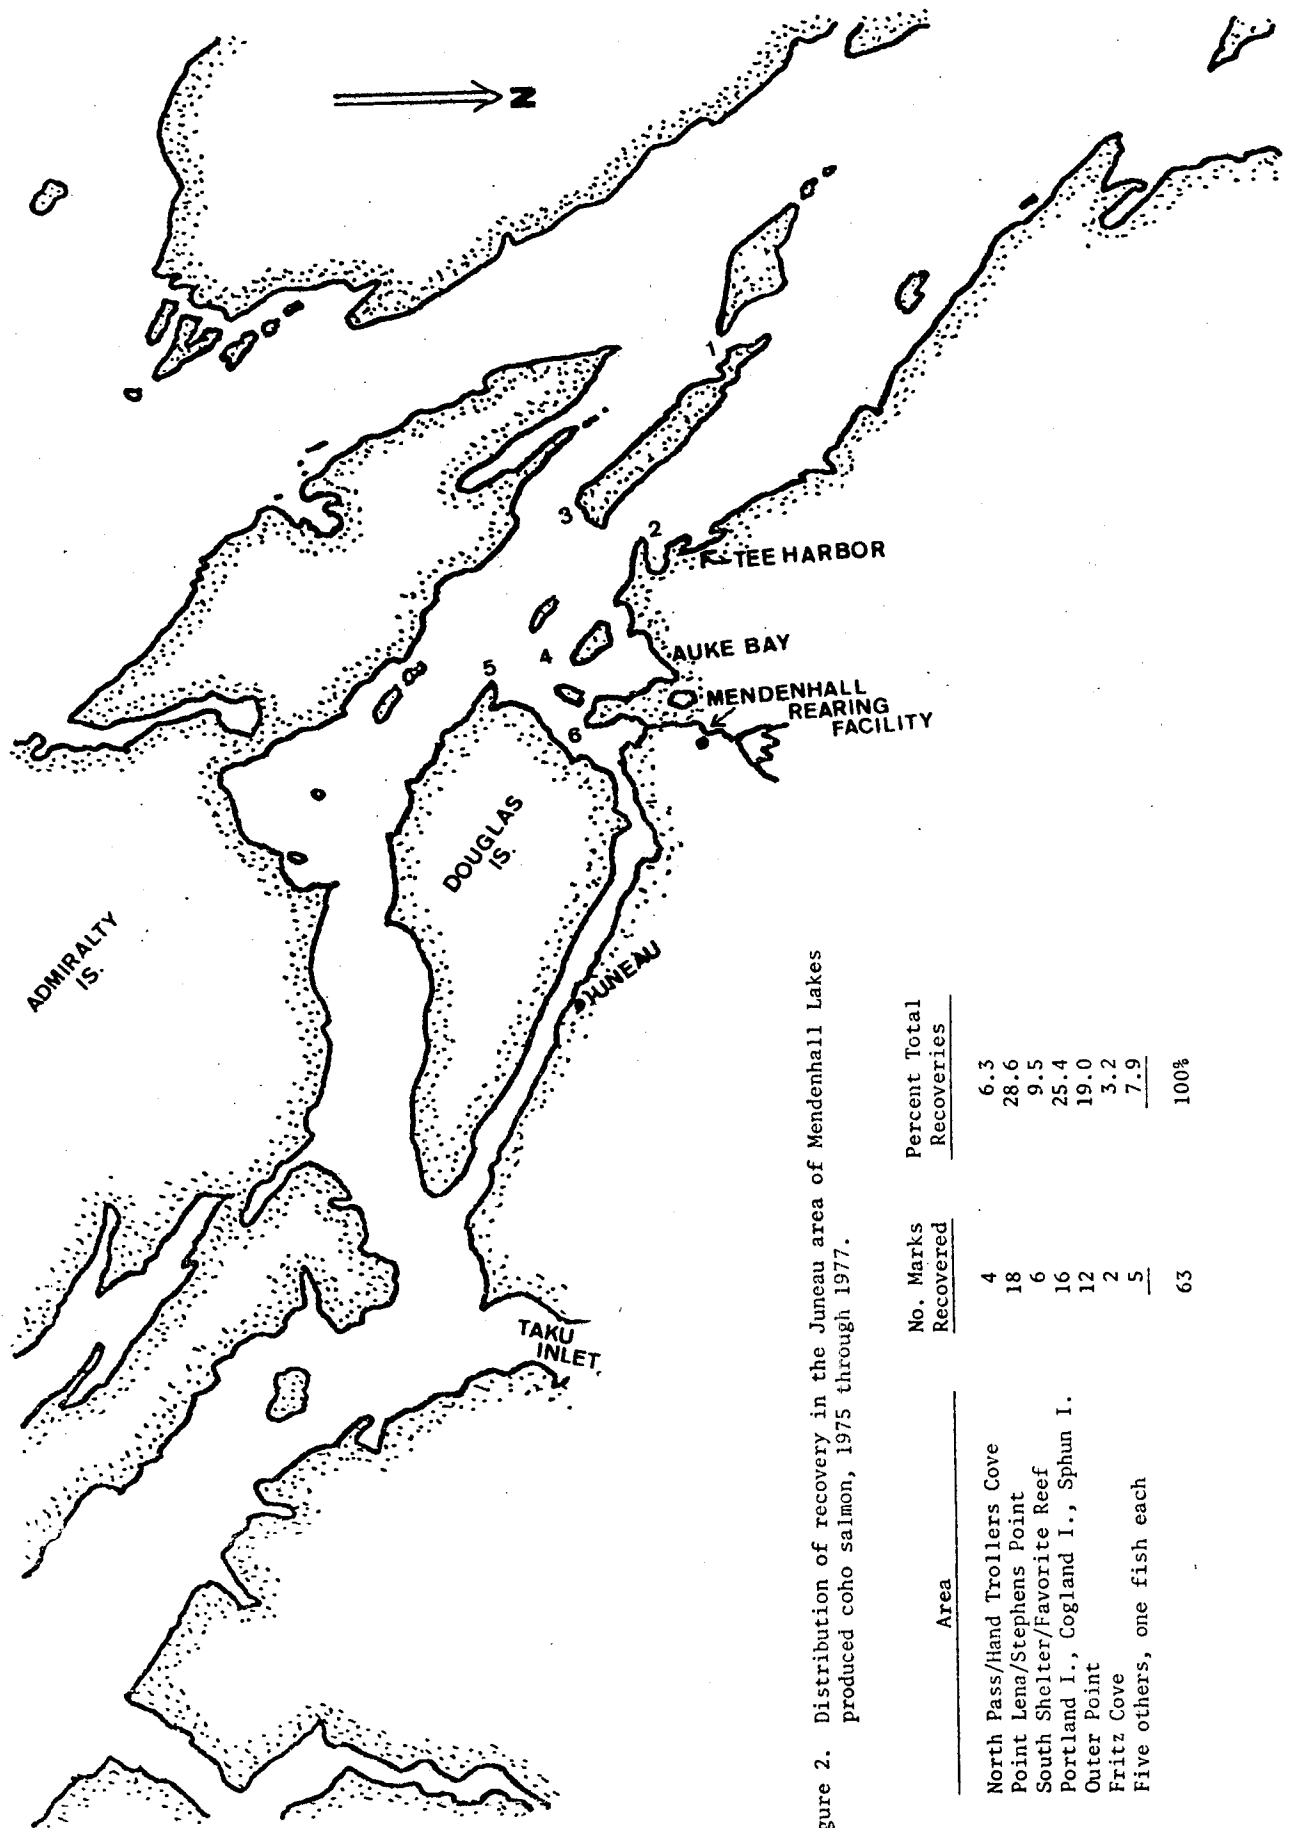 N
1
3
2
TEE HARBOR
4
AUKE BAY
5
MENDENHALL
REARING
FACILITY
6
DOUGLAS
IS.
ADMIRALTY
IS.
JUNEAU
TAKU
INLET
gure 2. Distribution of recovery in the Juneau area of Mendenhall Lakes
produced coho salmon, 1975 through 1977.
Area No. Marks Recovered Percent Total Recoveries
North Pass/Hand Trollers Cove 4 6.3
Point Lena/Stephens Point 18 28.6
South Shelter/Favorite Reef 6 9.5
Portland I., Cogland I., Sphun I. 16 25.4
Outer Point 12 19.0
Fritz Cove 2 3.2
Five others, one fish each 5 7.9
63 100%